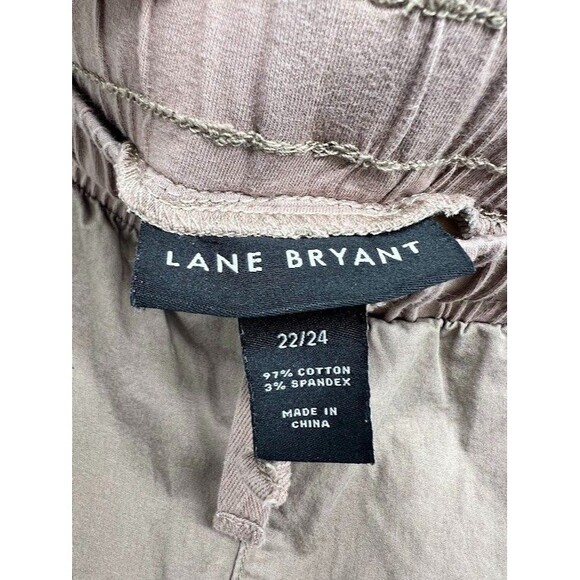 LANE BRYANT
22/24
97% COTTON
3% SPANDEX
MADE IN
CHINA